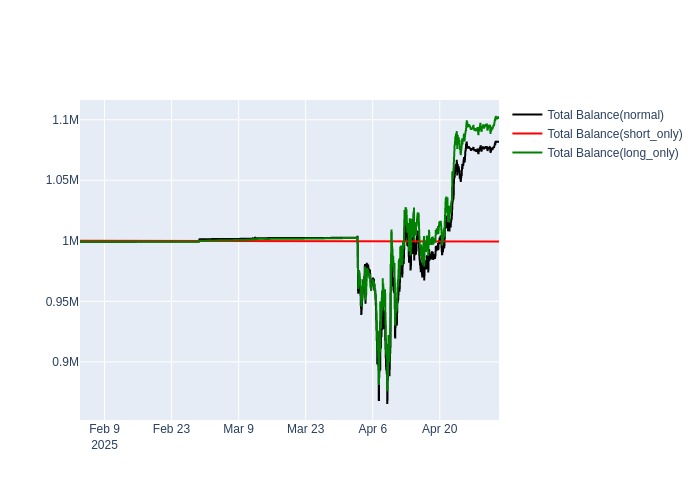 1.1M
1.05M
1M
0.95M
0.9M
Feb 9
2025
Feb 23
Mar 9
Mar 23
Apr 6
Apr 20
Total Balance(normal)
Total Balance(short_only)
Total Balance(long_only)